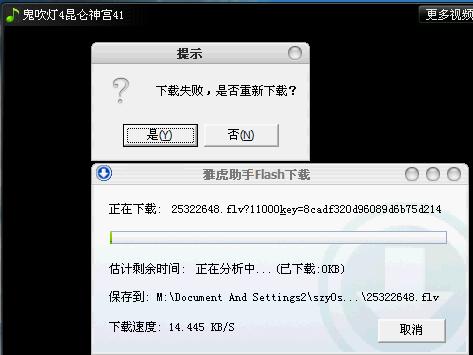 鬼吹灯4昆仑神宫41
更多视频
提示
下载失败，是否重新下载？
是(Y)
否(N)
雅虎助手Flash下载
正在下载: 25322648.flv?11000key=8cadf320d96089d6b75d214
估计剩余时间: 正在分析中...(已下载:0KB)
保存到: M:\Document And Settings2\szyOs...\25322648.flv
下载速度: 14.445 KB/S
取消